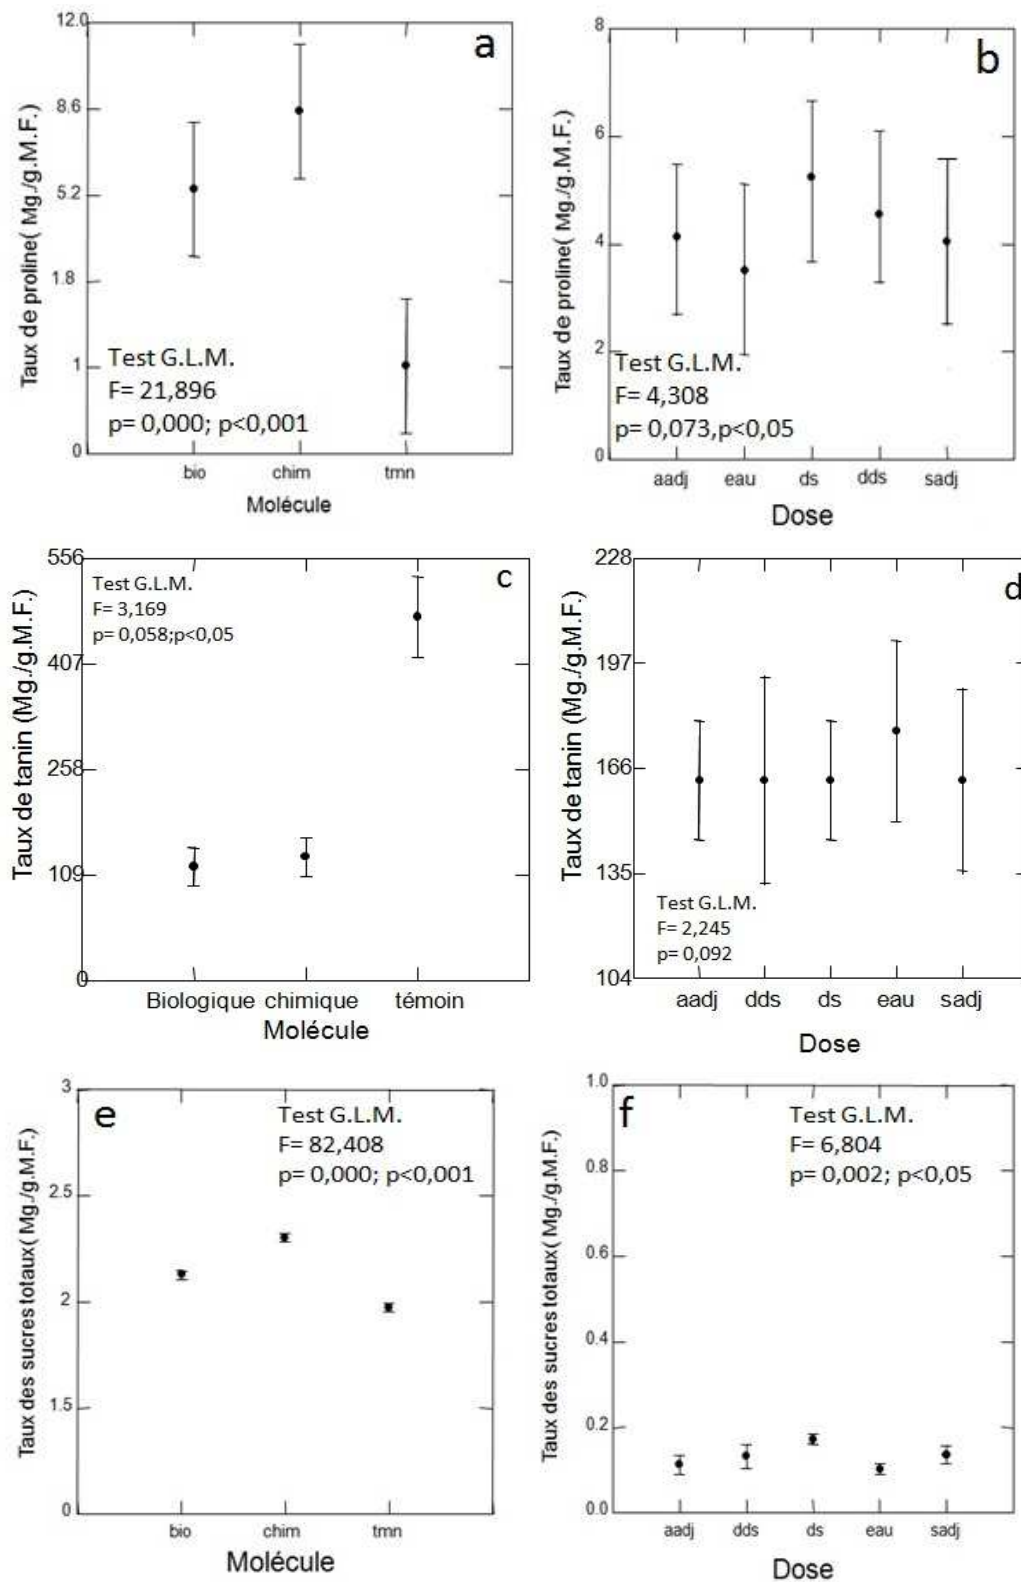 a
12.0
8.6
5.2
1.8
1
0
Taux de proline( Mg./g.M.F.)
Test G.L.M.
F= 21,896
p= 0,000; p<0,001
bio chim tmn
Molécule
b
8
6
4
2
0
Taux de proline( Mg./g.M.F.)
Test G.L.M.
F= 4,308
p= 0,073,p<0,05
aadj eau ds dds sadj
Dose
c
556
407
258
109
0
Taux de tanin (Mg./g.M.F.)
Test G.L.M.
F= 3,169
p= 0,058;p<0,05
Biologique chimique témoin
Molécule
d
228
197
166
135
104
Taux de tanin (Mg./g.M.F.)
Test G.L.M.
F= 2,245
p= 0,092
aadj dds ds eau sadj
Dose
e
3
2.5
2
1.5
0
Taux des sucres totaux( Mg./g.M.F.)
Test G.L.M.
F= 82,408
p= 0,000; p<0,001
bio chim tmn
Molécule
f
1.0
0.8
0.6
0.4
0.2
0.0
Taux des sucres totaux( Mg./g.M.F.)
Test G.L.M.
F= 6,804
p= 0,002; p<0,05
aadj dds ds eau sadj
Dose